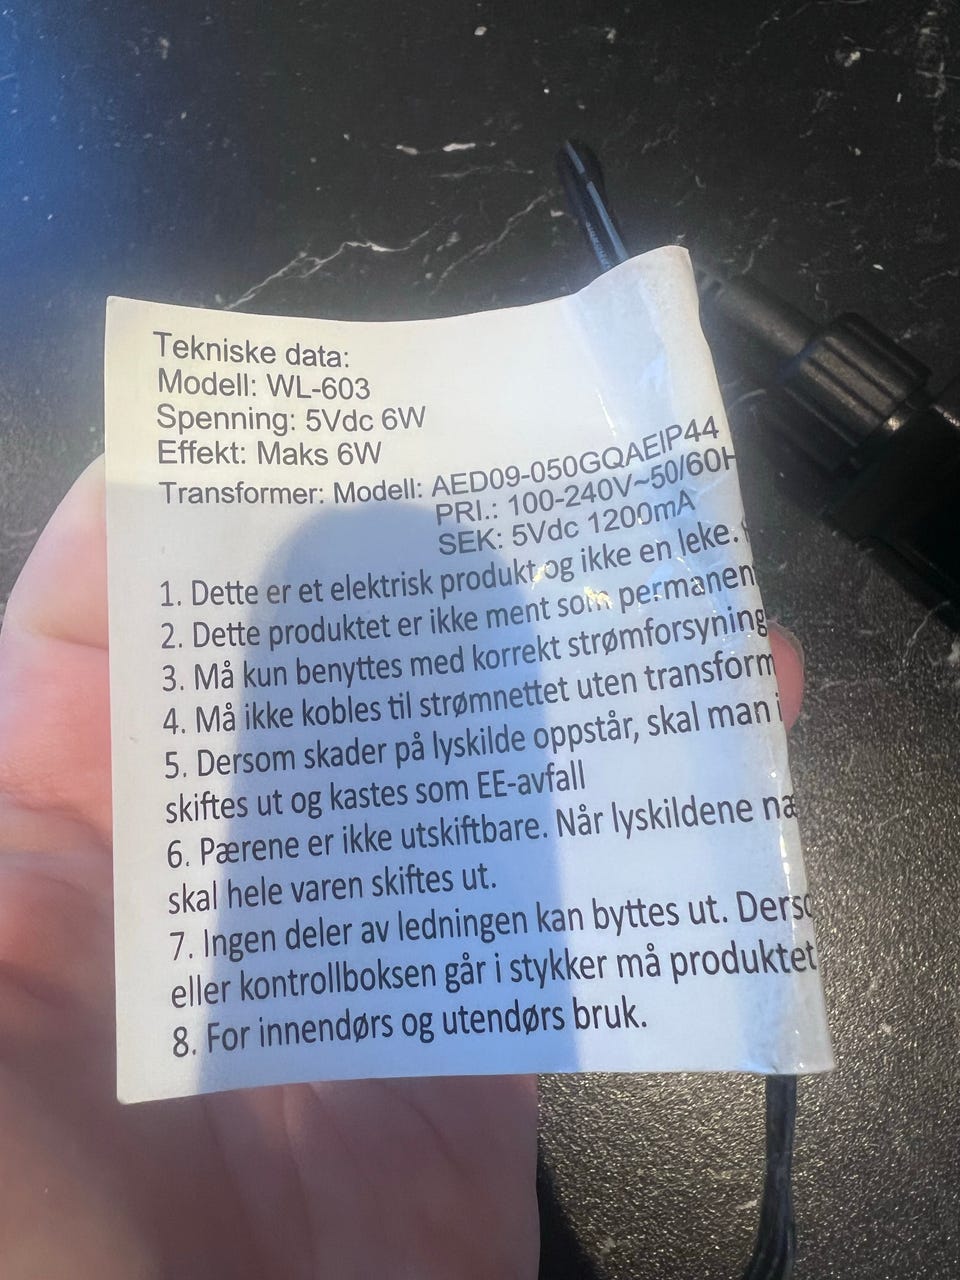 Tekniske data:
Modell: WL-603
Spenning: 5Vdc 6W
Effekt: Maks 6W
Transformer: Modell: AED09-050GQAEIP44
PRI.: 100-240V~50/60H
SEK: 5Vdc 1200mA
1. Dette er et elektrisk produkt og ikke en leke.
2. Dette produktet er ikke ment som permanen
3. Må kun benyttes med korrekt strømforsyning
4. Må ikke kobles til strømnettet uten transform
5. Dersom skader på lyskilde oppstår, skal man i
skiftes ut og kastes som EE-avfall
6. Pærene er ikke utskiftbare. Når lyskildene næ
skal hele varen skiftes ut.
7. Ingen deler av ledningen kan byttes ut. Derso
eller kontrollboksen går i stykker må produktet
8. For innendørs og utendørs bruk.